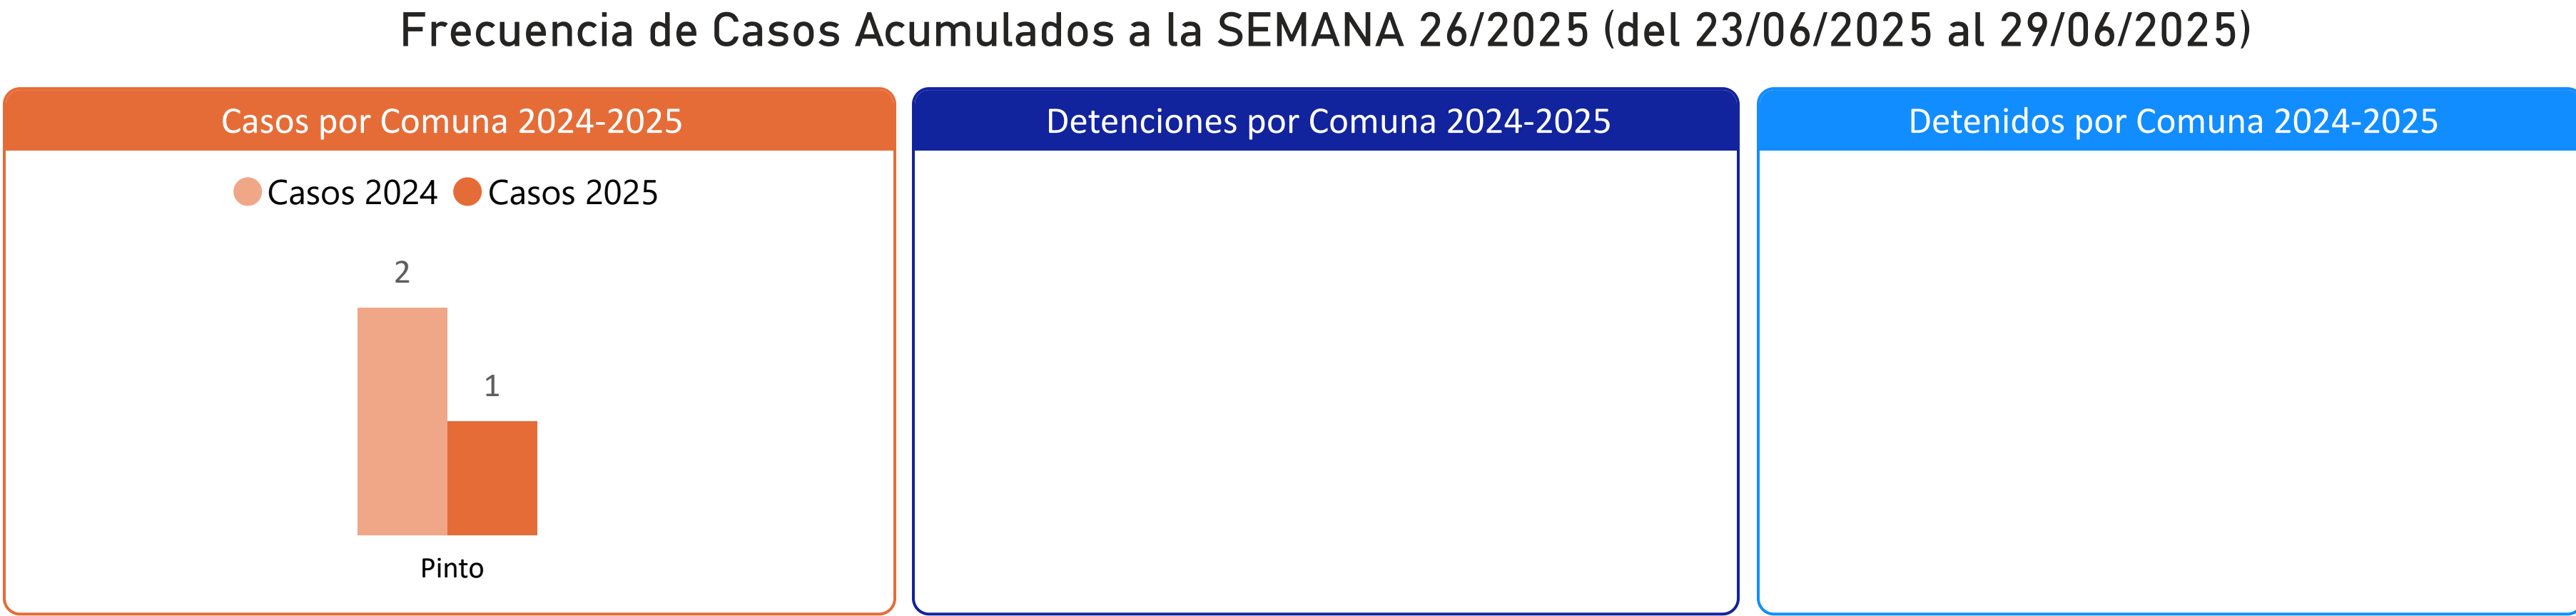 Frecuencia de Casos Acumulados a la SEMANA 26/2025 (del 23/06/2025 al 29/06/2025)
Casos por Comuna 2024-2025
Casos 2024 Casos 2025
2
1
Pinto
Detenciones por Comuna 2024-2025
Detenidos por Comuna 2024-2025